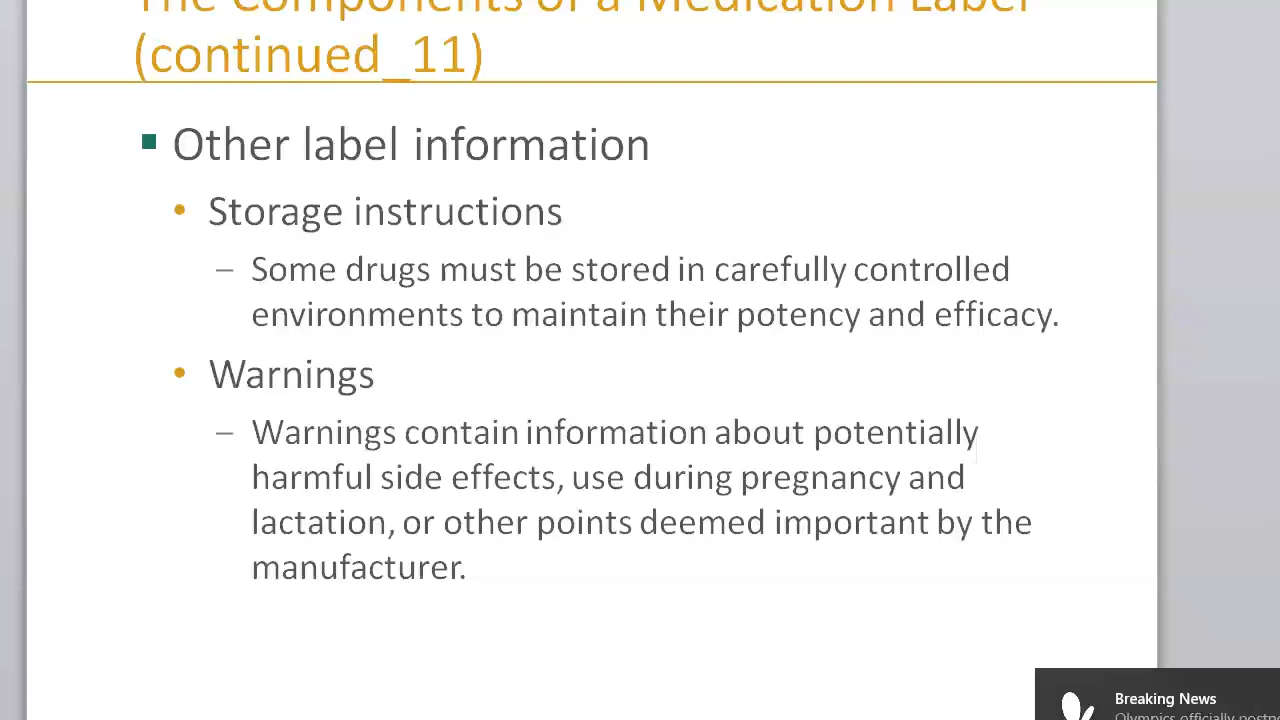 The Components of a Medication Label
(continued_11)
Other label information
Storage instructions
Some drugs must be stored in carefully controlled
environments to maintain their potency and efficacy.
Warnings
Warnings contain information about potentially
harmful side effects, use during pregnancy and
lactation, or other points deemed important by the
manufacturer.
Breaking News
Olympics officially